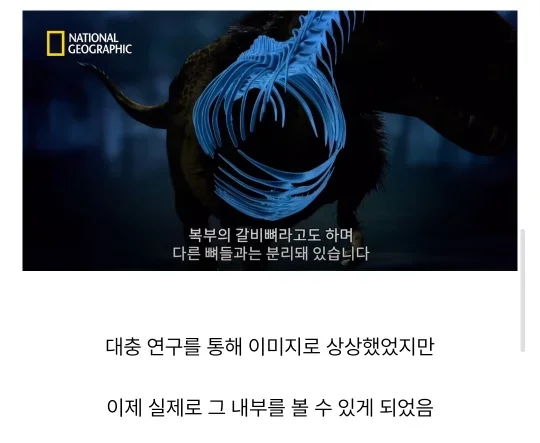 NATIONAL
GEOGRAPHIC
복부의 갈비뼈라고도 하며
다른 뼈들과는 분리돼 있습니다
대충 연구를 통해 이미지로 상상했었지만
이제 실제로 그 내부를 볼 수 있게 되었음